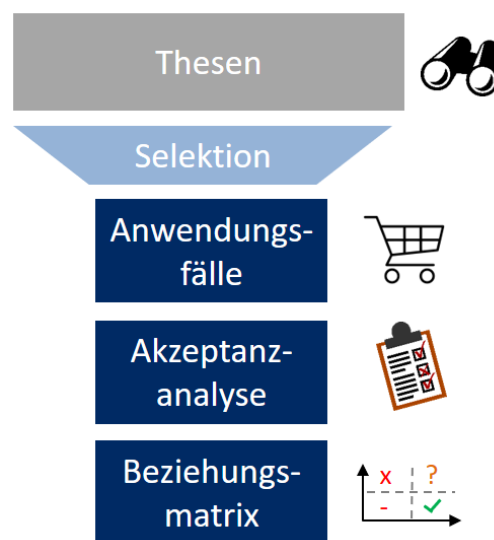 Thesen
Selektion
Anwendungs-
fälle
Akzeptanz-
analyse
Beziehungs-
matrix
x ?
-